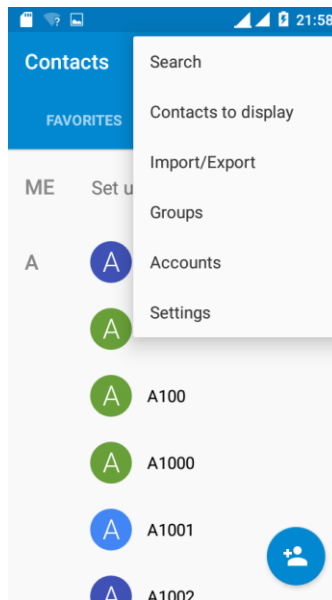 21:58
Contacts
Search
Contacts to display
FAVORITES
Import/Export
ME
Set u
Groups
A
A
Accounts
Settings
A
A
A100
A
A1000
A
A1001
A
A1002